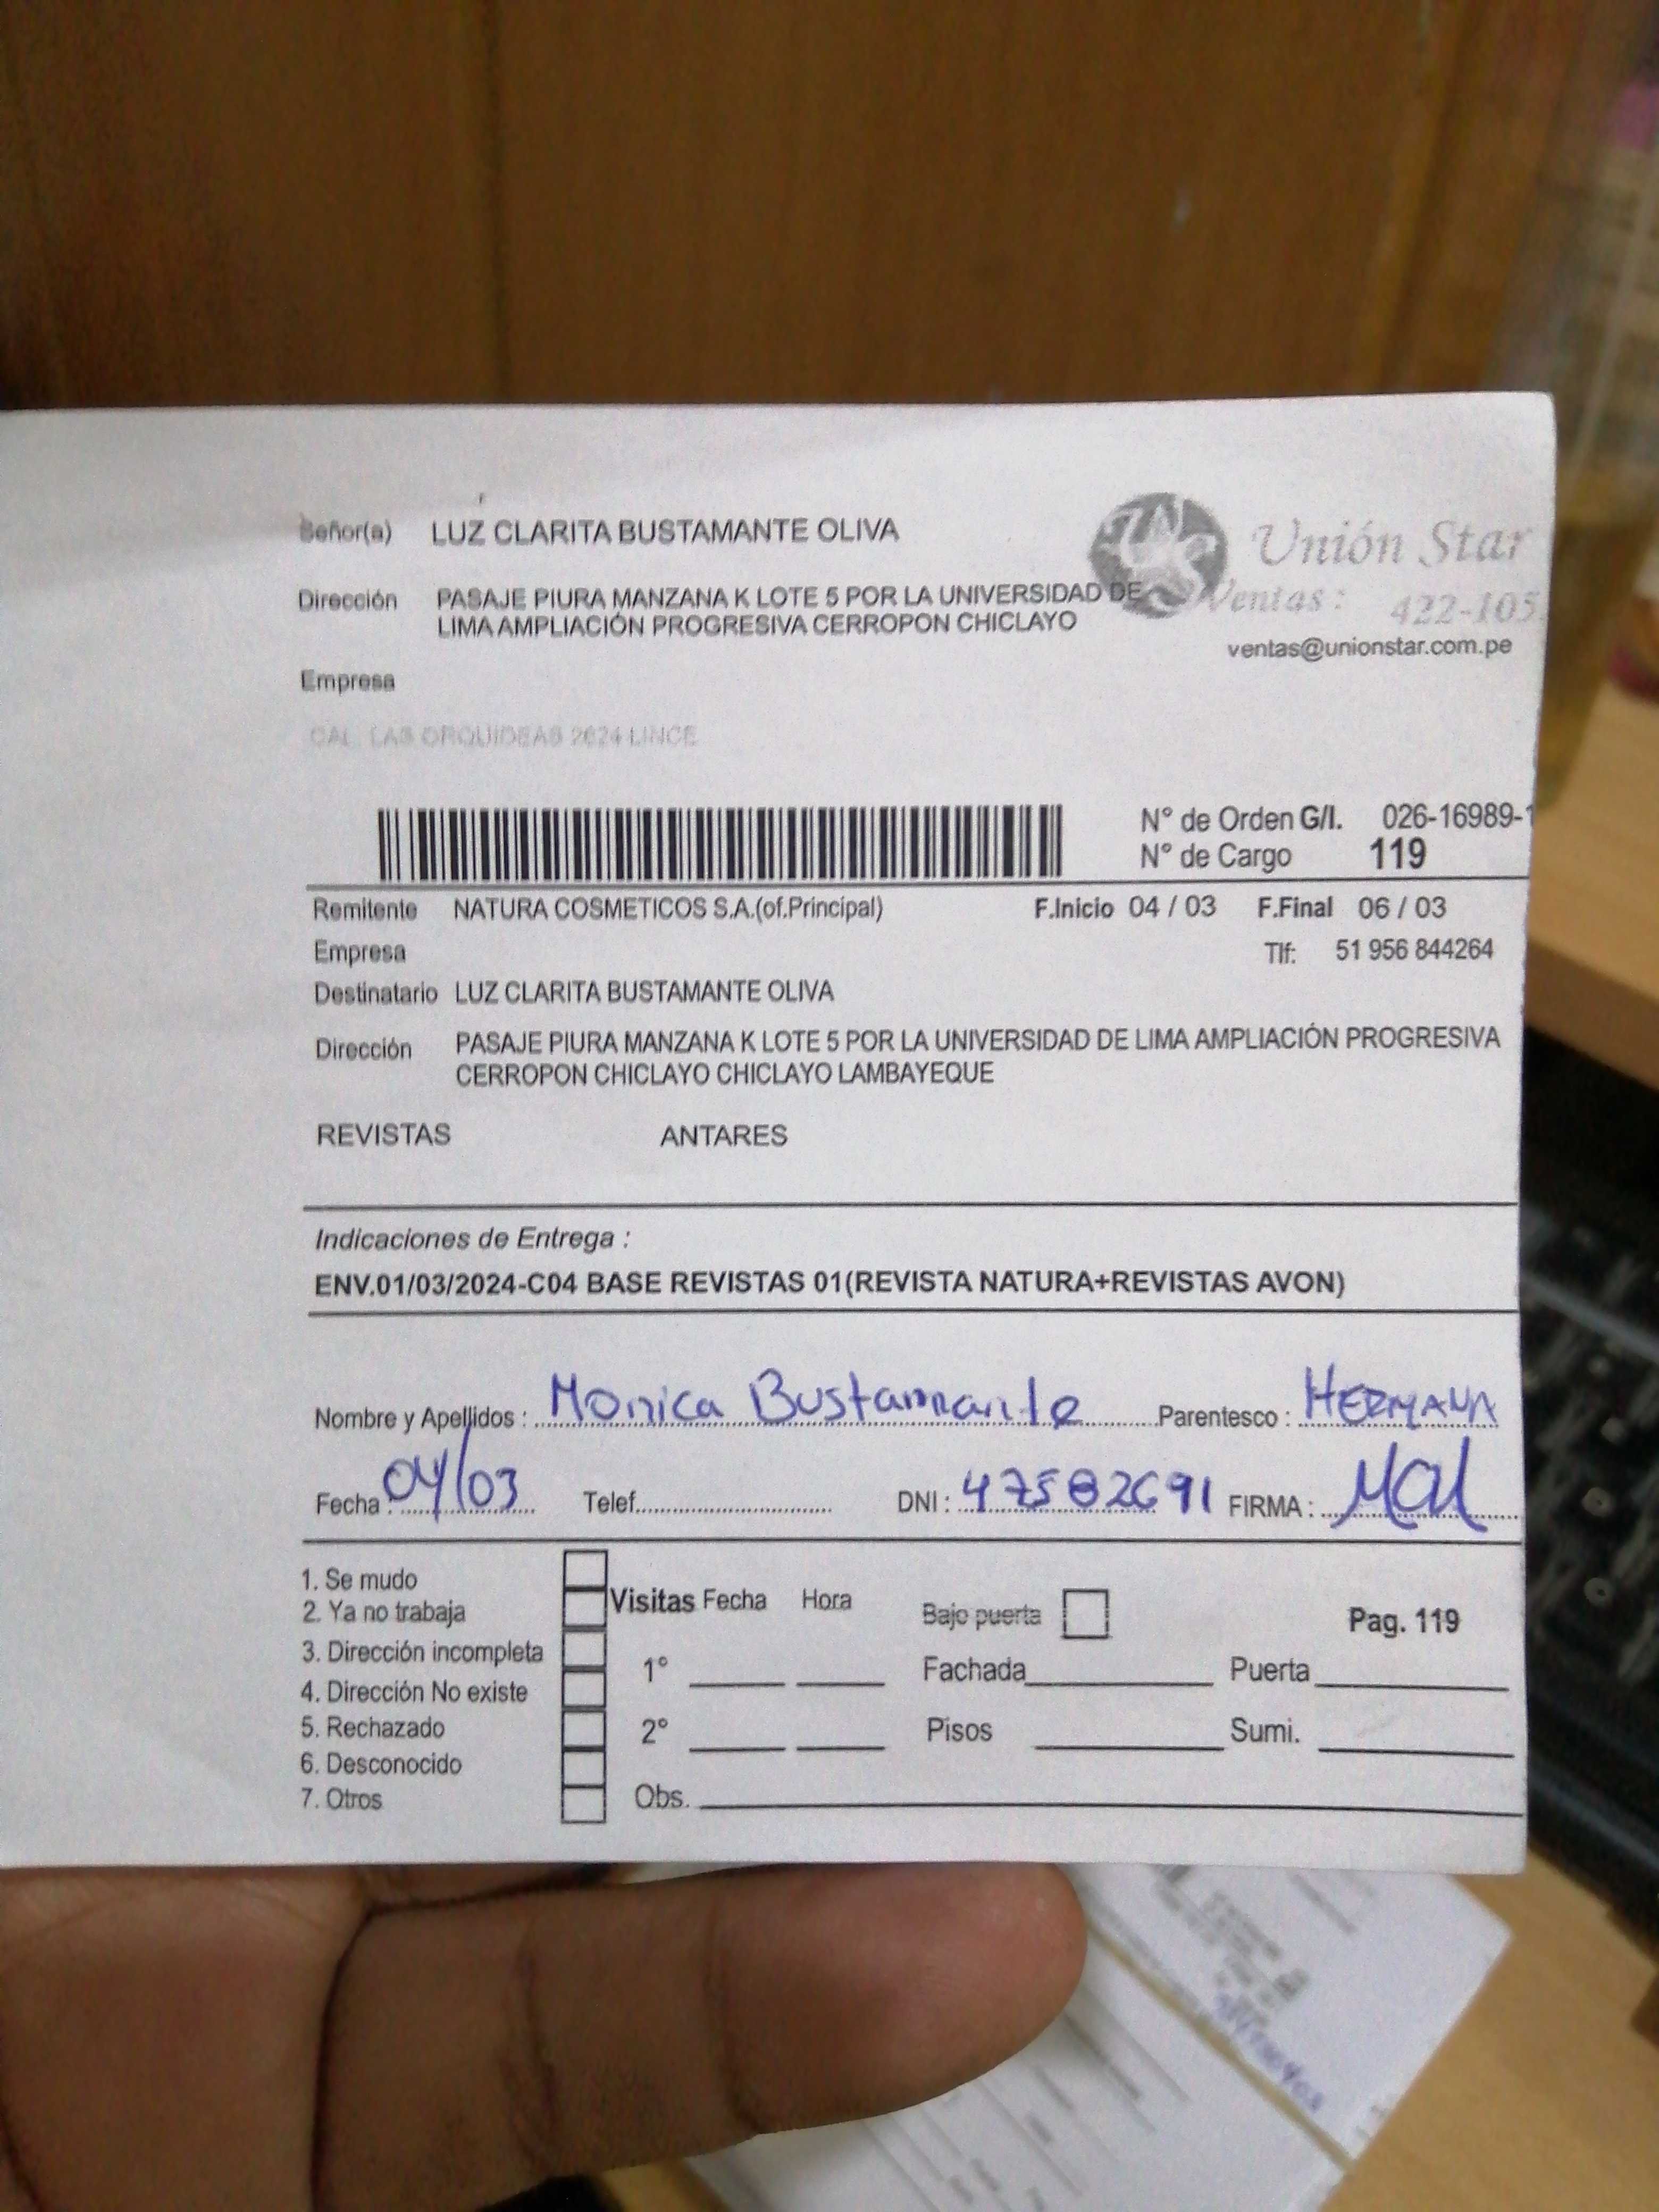 Señor(a) LUZ CLARITA BUSTAMANTE OLIVA
Unión Star
Dirección PASAJE PIURA MANZANA K LOTE 5 POR LA UNIVERSIDAD DE
LIMA AMPLIACIÓN PROGRESIVA CERROPON CHICLAYO
Ventas: 422-105
ventas@unionstar.com.pe
Empresa
CAL. LAS ORQUIDEAS 2624 LINCE
N° de Orden G/I. 026-16989-1
N° de Cargo 119
Remitente NATURA COSMETICOS S.A.(of.Principal) F.Inicio 04 / 03 F.Final 06 / 03
Empresa Tlf: 51 956 844264
Destinatario LUZ CLARITA BUSTAMANTE OLIVA
Dirección PASAJE PIURA MANZANA K LOTE 5 POR LA UNIVERSIDAD DE LIMA AMPLIACIÓN PROGRESIVA
CERROPON CHICLAYO CHICLAYO LAMBAYEQUE
REVISTAS ANTARES
Indicaciones de Entrega :
ENV.01/03/2024-C04 BASE REVISTAS 01(REVISTA NATURA+REVISTAS AVON)
Nombre y Apellidos : Monica Bustamante Parentesco : HERMANA
Fecha : 04/03 Telef. DNI : 47582691 FIRMA :
1. Se mudo
2. Ya no trabaja
3. Dirección incompleta
4. Dirección No existe
5. Rechazado
6. Desconocido
7. Otros
Visitas Fecha Hora Bajo puerta Pag. 119
1° Fachada Puerta
2° Pisos Sumi.
Obs.